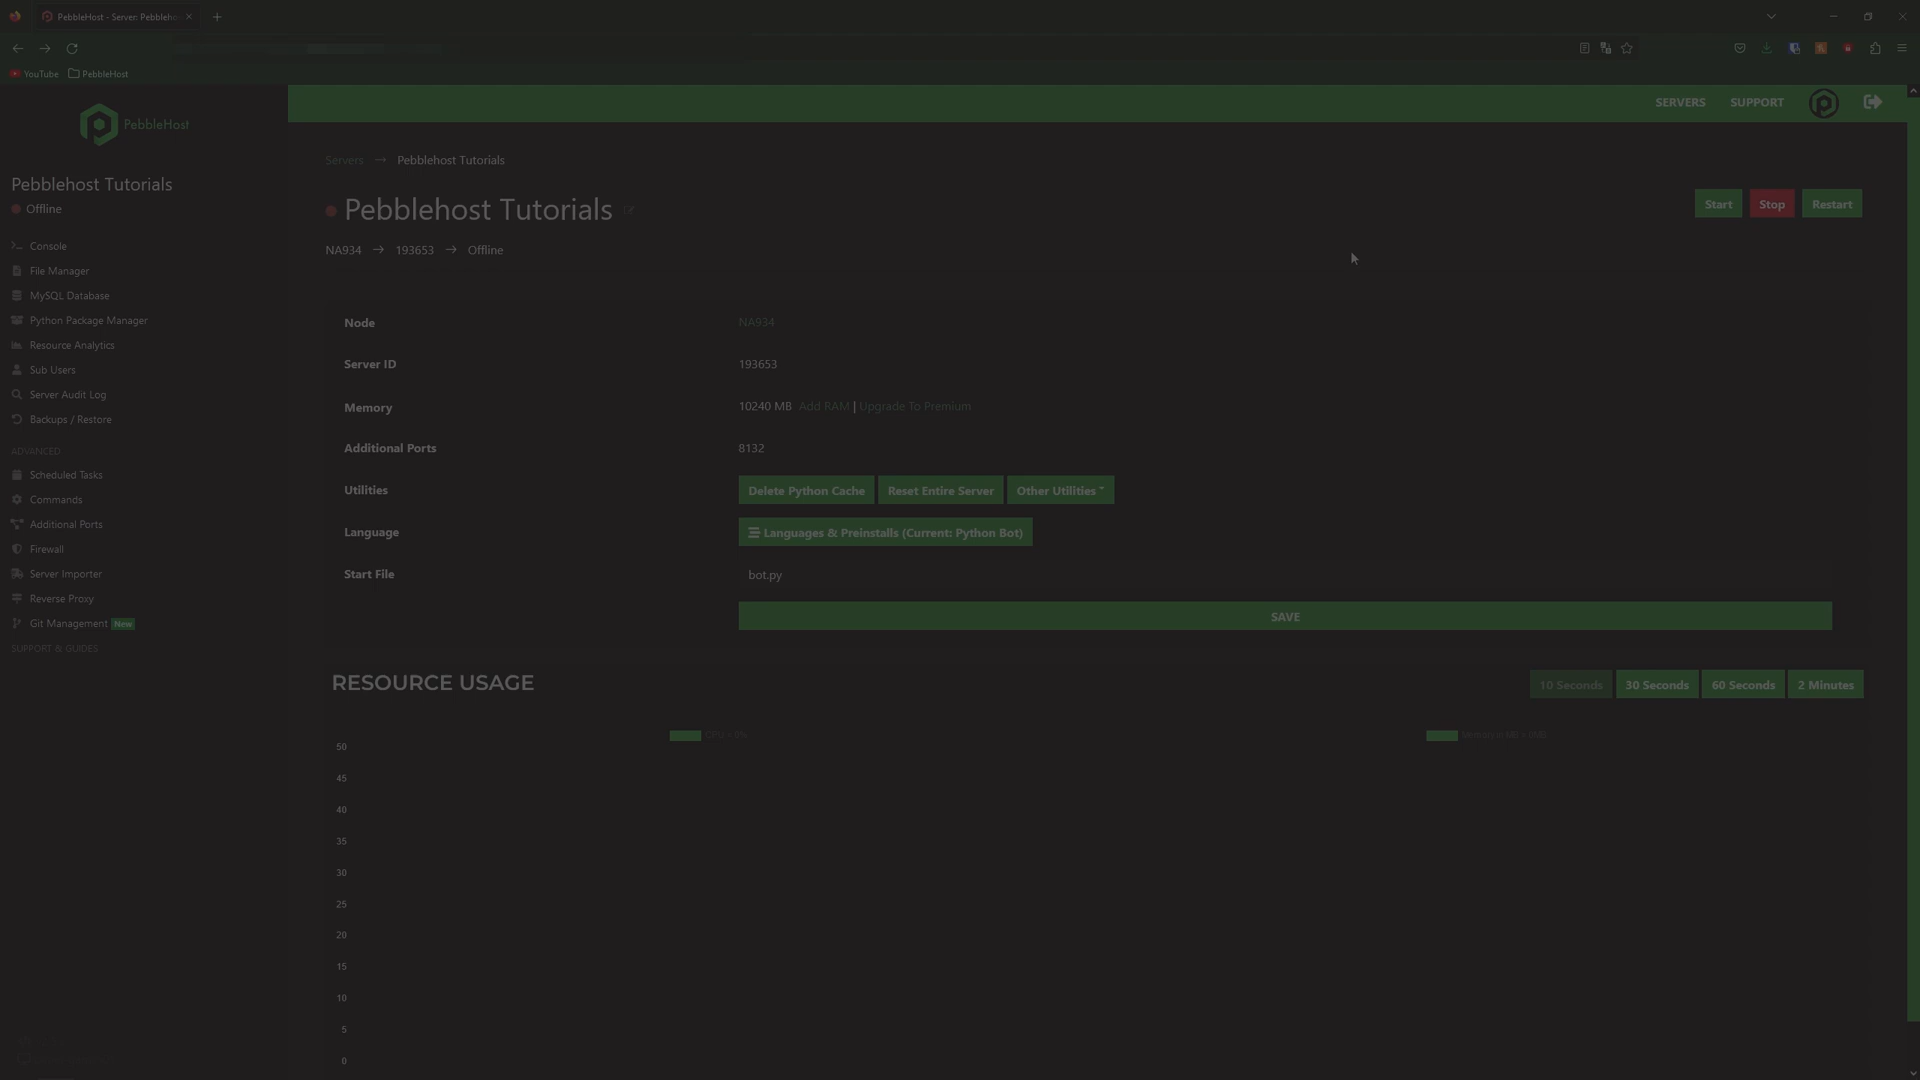 PebbleHost - Server: Pebbleho
YouTube
PebbleHost
PebbleHost
SERVERS
SUPPORT
Pebblehost Tutorials
Offline
Console
File Manager
MySQL Database
Python Package Manager
Resource Analytics
Sub Users
Server Audit Log
Backups / Restore
ADVANCED
Scheduled Tasks
Commands
Additional Ports
Firewall
Server Importer
Reverse Proxy
Git Management New
SUPPORT & GUIDES
Servers → Pebblehost Tutorials
Pebblehost Tutorials
Start
Stop
Restart
NA934 → 193653 → Offline
Node NA934
Server ID 193653
Memory 10240 MB Add RAM | Upgrade To Premium
Additional Ports 8132
Utilities Delete Python Cache Reset Entire Server Other Utilities
Language Languages & Preinstalls (Current: Python Bot)
Start File bot.py
SAVE
RESOURCE USAGE
10 Seconds
30 Seconds
60 Seconds
2 Minutes
50
45
40
35
30
25
20
15
10
5
0